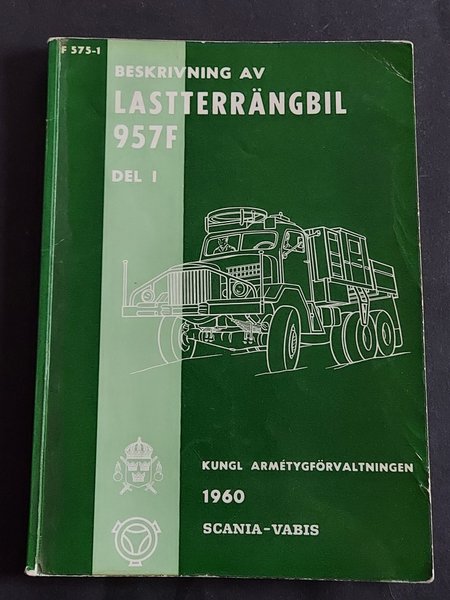 F 575-1
BESKRIVNING AV
LASTTERRÄNGBIL
957F
DEL I
KUNGL ARMÉTYGFÖRVALTNINGEN
1960
SCANIA-VABIS